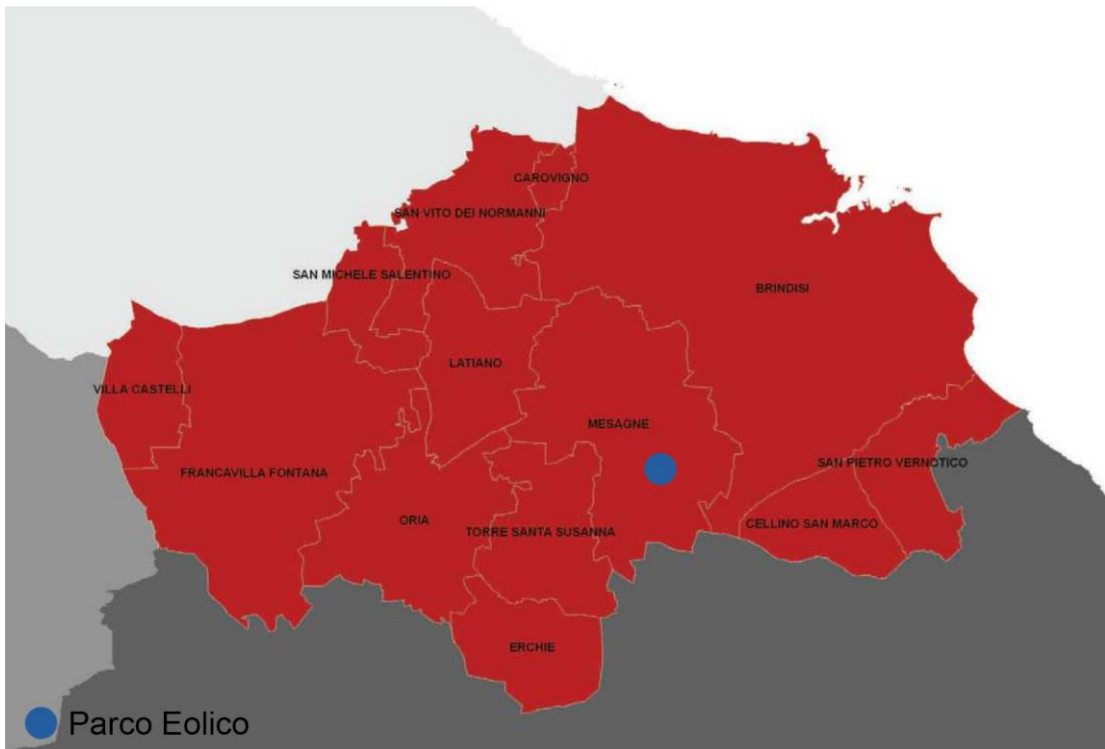 CAROVIGNO
SAN VITO DEI NORMANNI
SAN MICHELE SALENTINO
BRINDISI
LATIANO
VILLA CASTELLI
MESAGNE
SAN PIETRO VERNOTICO
FRANCAVILLA FONTANA
ORIA
CELLINO SAN MARCO
TORRE SANTA SUSANNA
ERCHIE
Parco Eolico